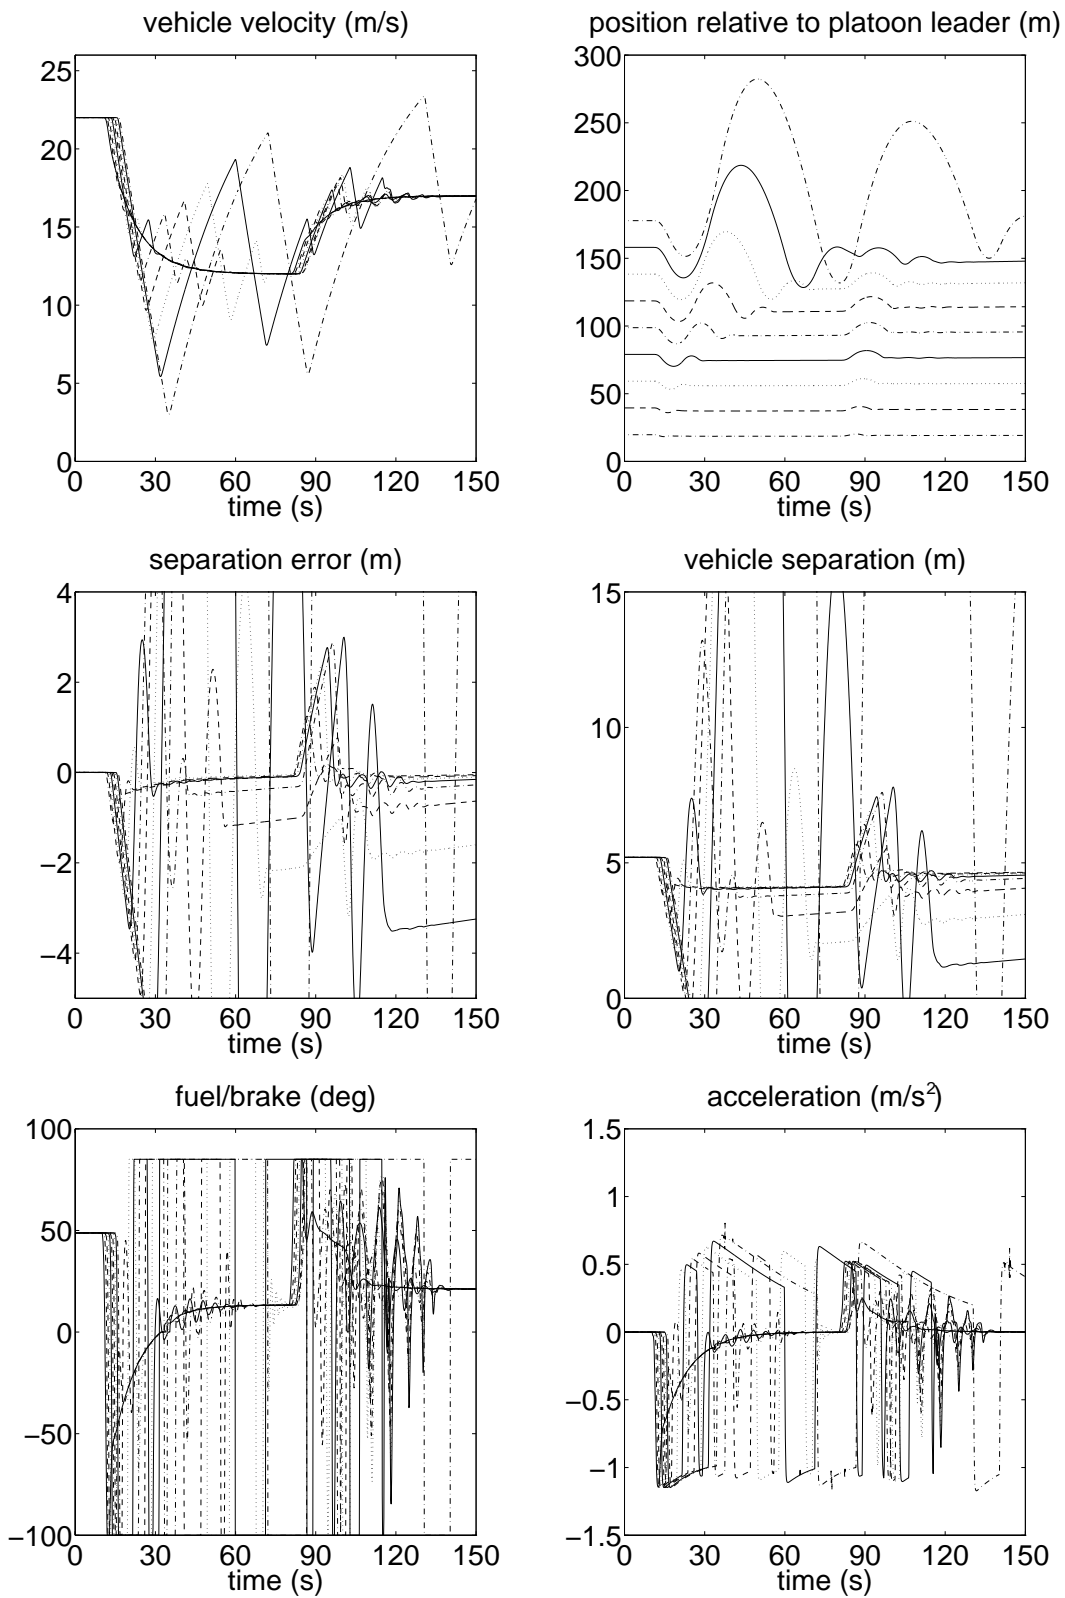 vehicle velocity (m/s)
position relative to platoon leader (m)
25
20
15
10
5
0
0 30 60 90 120 150
time (s)
300
250
200
150
100
50
0
0 30 60 90 120 150
time (s)
separation error (m)
vehicle separation (m)
4
2
0
−2
−4
0 30 60 90 120 150
time (s)
15
10
5
0
0 30 60 90 120 150
time (s)
fuel/brake (deg)
acceleration (m/s²)
100
50
0
−50
−100
0 30 60 90 120 150
time (s)
1.5
1
0.5
0
−0.5
−1
−1.5
0 30 60 90 120 150
time (s)